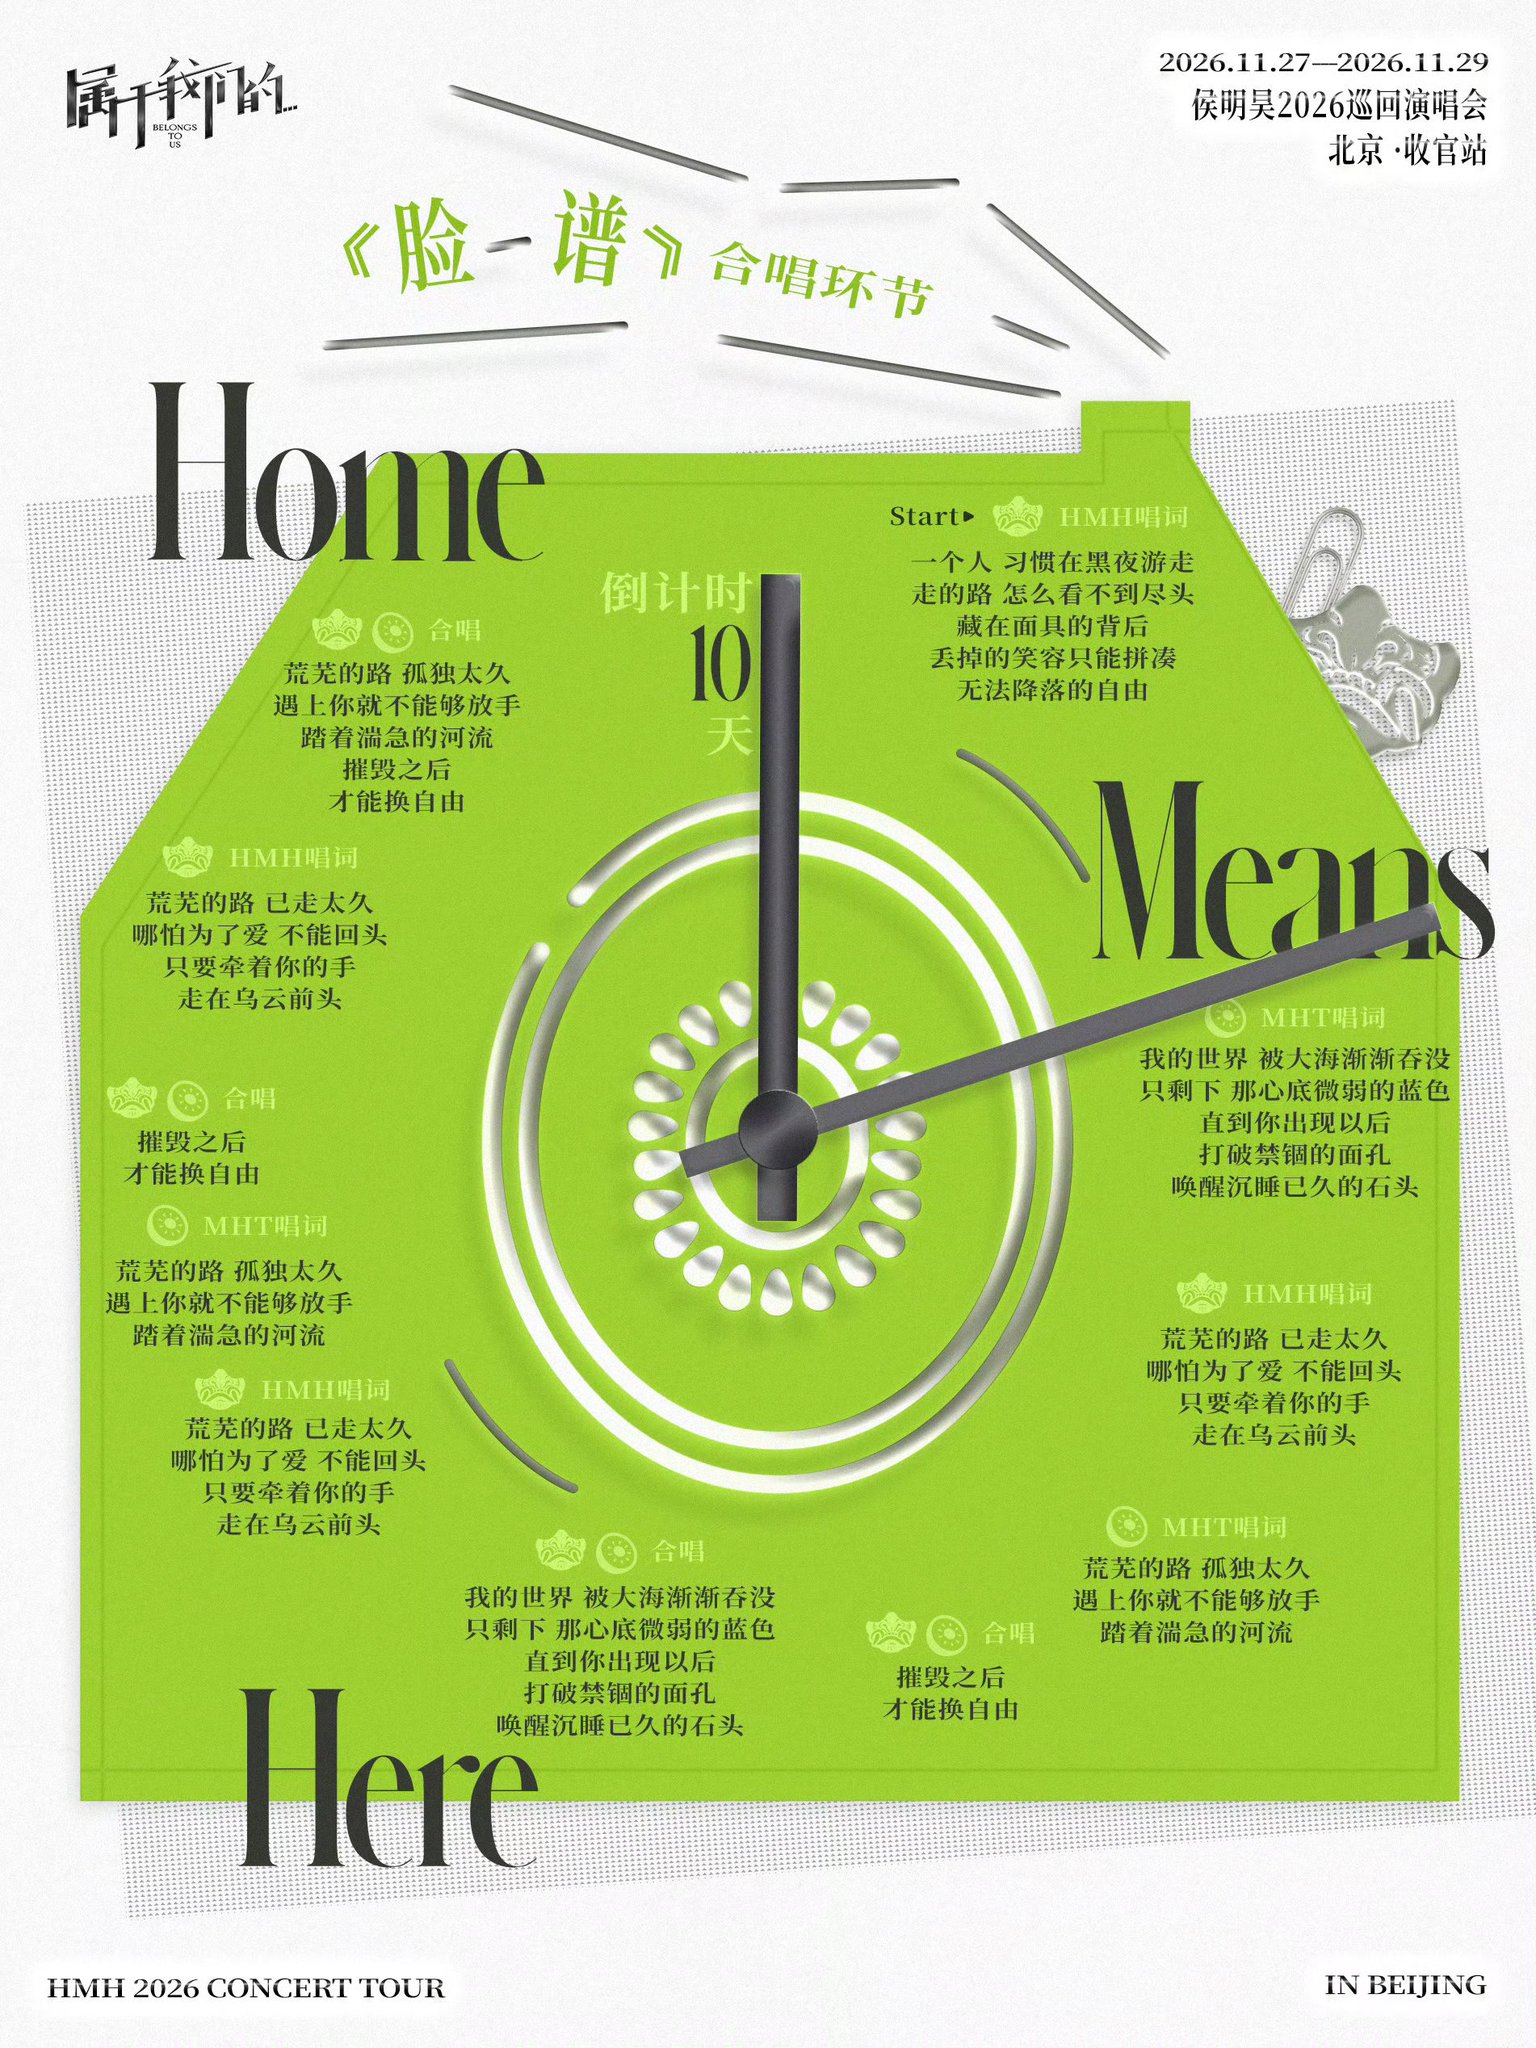 属于我们的...
BELONGS
TO
US
2026.11.27—2026.11.29
侯明昊2026巡回演唱会
北京·收官站
《脸-谱》合唱环节
Home
倒计时
10
天
Start▸ HMH唱词
一个人 习惯在黑夜游走
走的路 怎么看不到尽头
藏在面具的背后
丢掉的笑容只能拼凑
无法降落的自由
Means
MHT唱词
我的世界 被大海渐渐吞没
只剩下 那心底微弱的蓝色
直到你出现以后
打破禁锢的面孔
唤醒沉睡已久的石头
HMH唱词
荒芜的路 已走太久
哪怕为了爱 不能回头
只要牵着你的手
走在乌云前头
MHT唱词
荒芜的路 孤独太久
遇上你就不能够放手
踏着湍急的河流
合唱
摧毁之后
才能换自由
合唱
我的世界 被大海渐渐吞没
只剩下 那心底微弱的蓝色
直到你出现以后
打破禁锢的面孔
唤醒沉睡已久的石头
HMH唱词
荒芜的路 已走太久
哪怕为了爱 不能回头
只要牵着你的手
走在乌云前头
MHT唱词
荒芜的路 孤独太久
遇上你就不能够放手
踏着湍急的河流
合唱
摧毁之后
才能换自由
HMH唱词
荒芜的路 已走太久
哪怕为了爱 不能回头
只要牵着你的手
走在乌云前头
合唱
荒芜的路 孤独太久
遇上你就不能够放手
踏着湍急的河流
摧毁之后
才能换自由
Here
HMH 2026 CONCERT TOUR
IN BEIJING